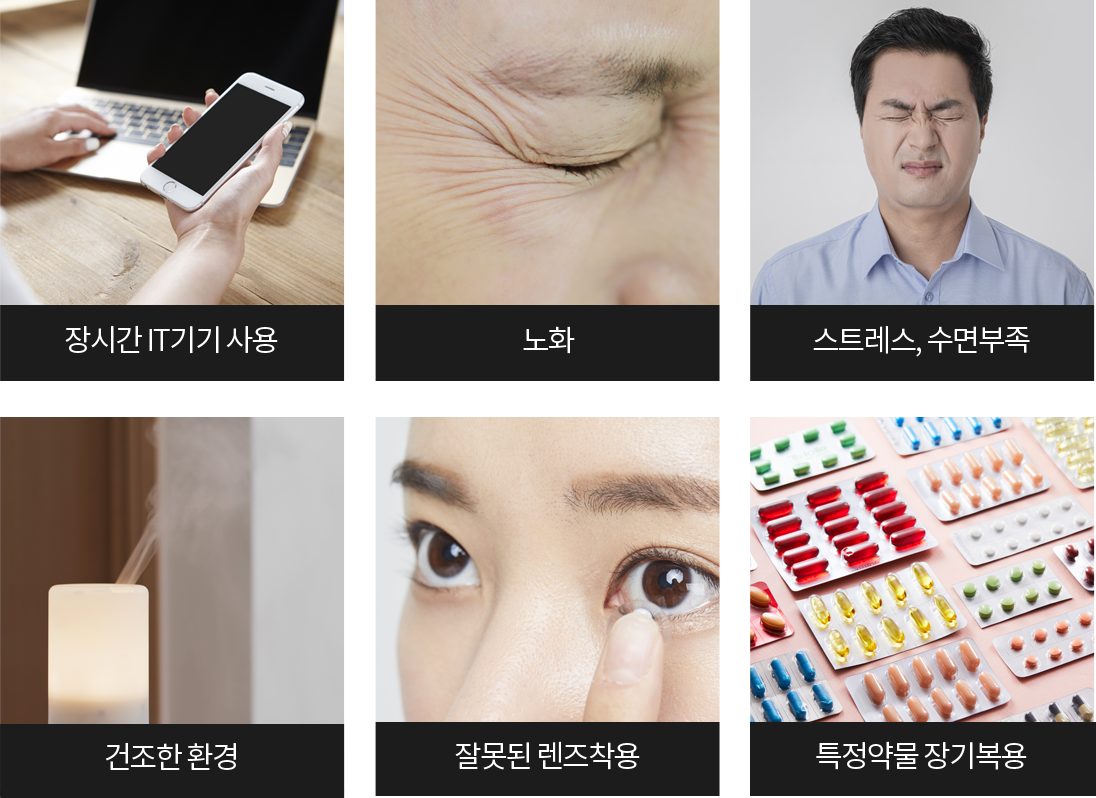 장시간 IT기기 사용
노화
스트레스, 수면부족
건조한 환경
잘못된 렌즈착용
특정약물 장기복용